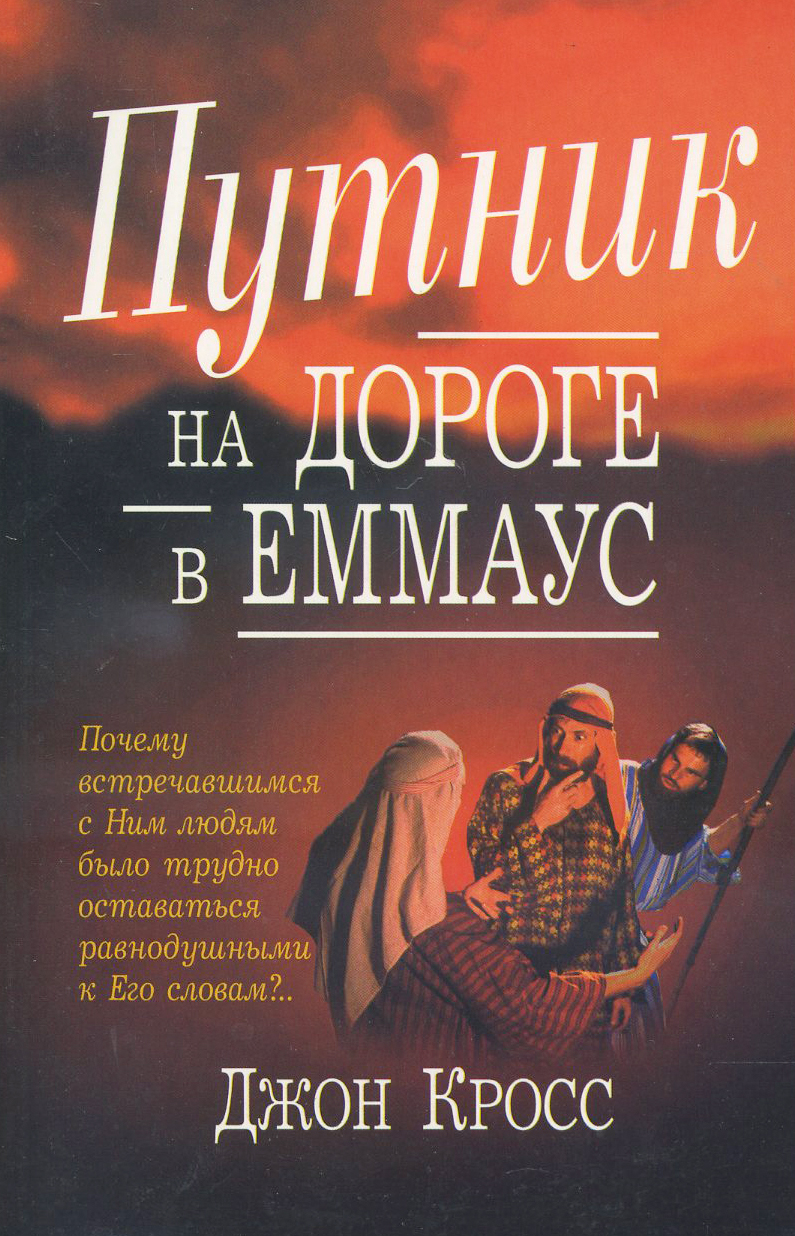 Путник
НА ДОРОГЕ
В ЕММАУС
Почему
встречавшимся
с Ним людям
было трудно
оставаться
равнодушными
к Его словам?..
Джон Кросс